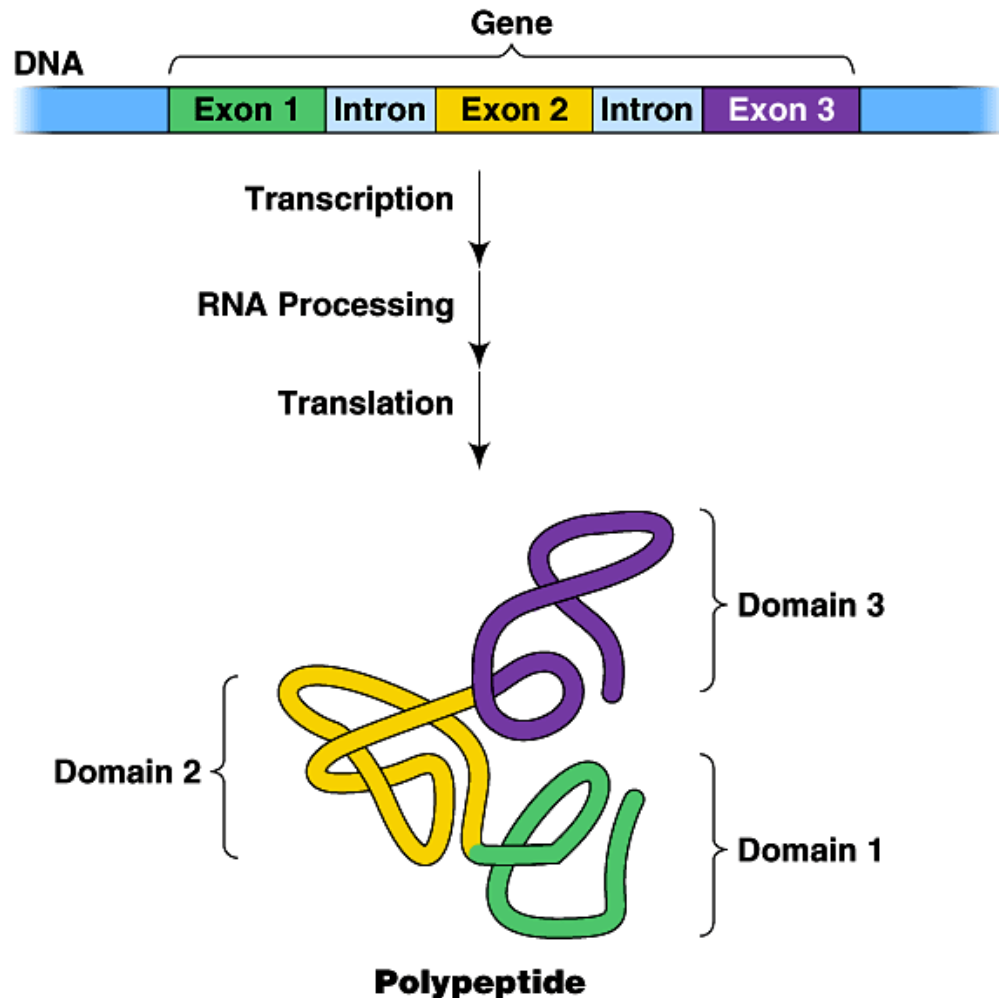 Gene
DNA
Exon 1 Intron Exon 2 Intron Exon 3
Transcription
RNA Processing
Translation
Domain 3
Domain 2
Domain 1
Polypeptide